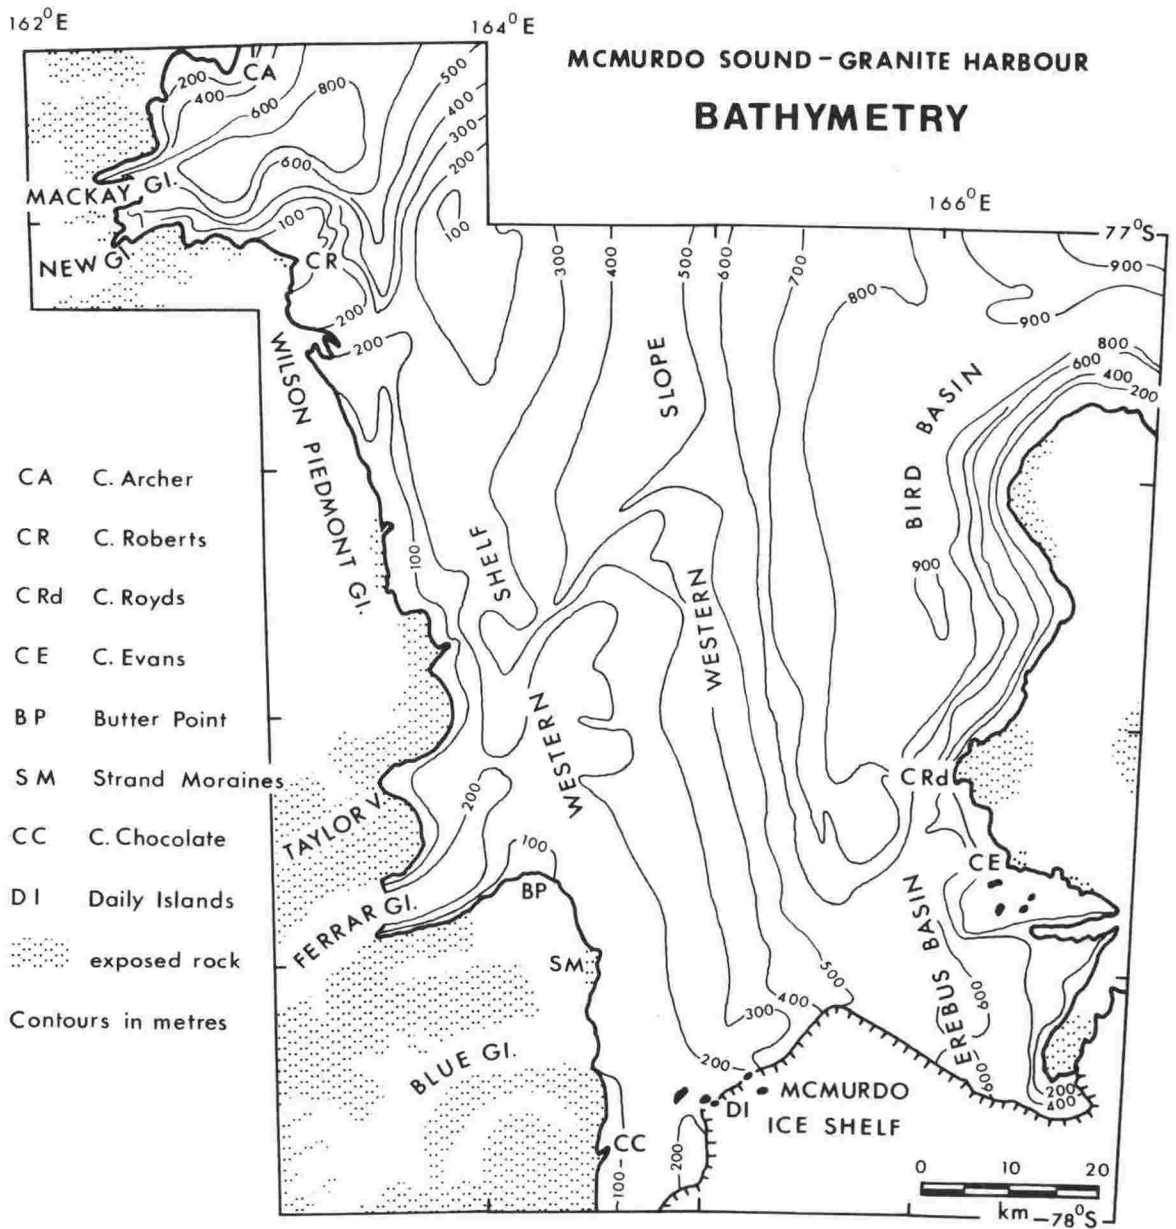 162°E
164°E
MCMURDO SOUND – GRANITE HARBOUR
BATHYMETRY
CA
200
400
600
800
500
400
300
200
600
MACKAY GI.
100
100
NEW GI
CR
166°E
77°S
200
200
300
400
500
600
700
800
900
900
800
600
400
200
WILSON PIEDMONT GI.
SLOPE
BIRD BASIN
CA C. Archer
CR C. Roberts
CRd C. Royds
CE C. Evans
BP Butter Point
SM Strand Moraines
CC C. Chocolate
DI Daily Islands
exposed rock
Contours in metres
100
SHELF
WESTERN
900
WESTERN
CRd
200
TAYLOR V.
100
CE
BP
FERRAR GI.
EREBUS BASIN
SM
500
400
300
600
600
BLUE GI.
200
MCMURDO
DI
ICE SHELF
200
400
CC
100
200
0 10 20
km
78°S